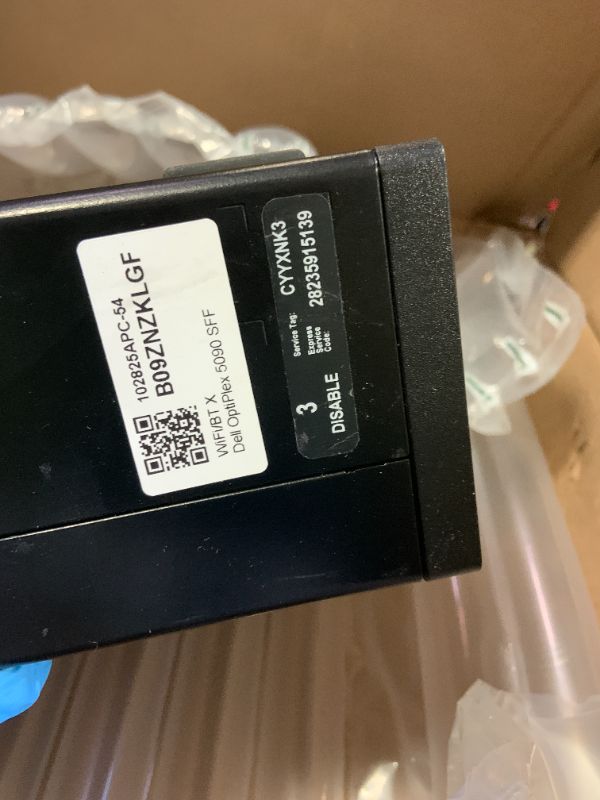 102825APC-54
B09ZNZKLGF
WiFi/BT X
Dell OptiPlex 5090 SFF
Service Tag: CYYXNK3
Express Service Code: 28235915139
3
DISABLE